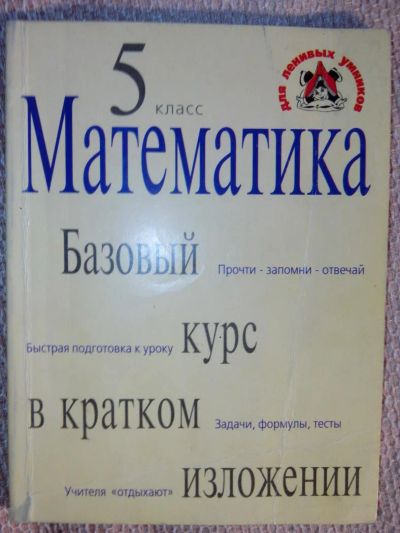 для ленивых умников
5
класс
Математика
Базовый
Прочти - запомни - отвечай
Быстрая подготовка к уроку
курс
в кратком
Задачи, формулы, тесты
Учителя «отдыхают»
изложении